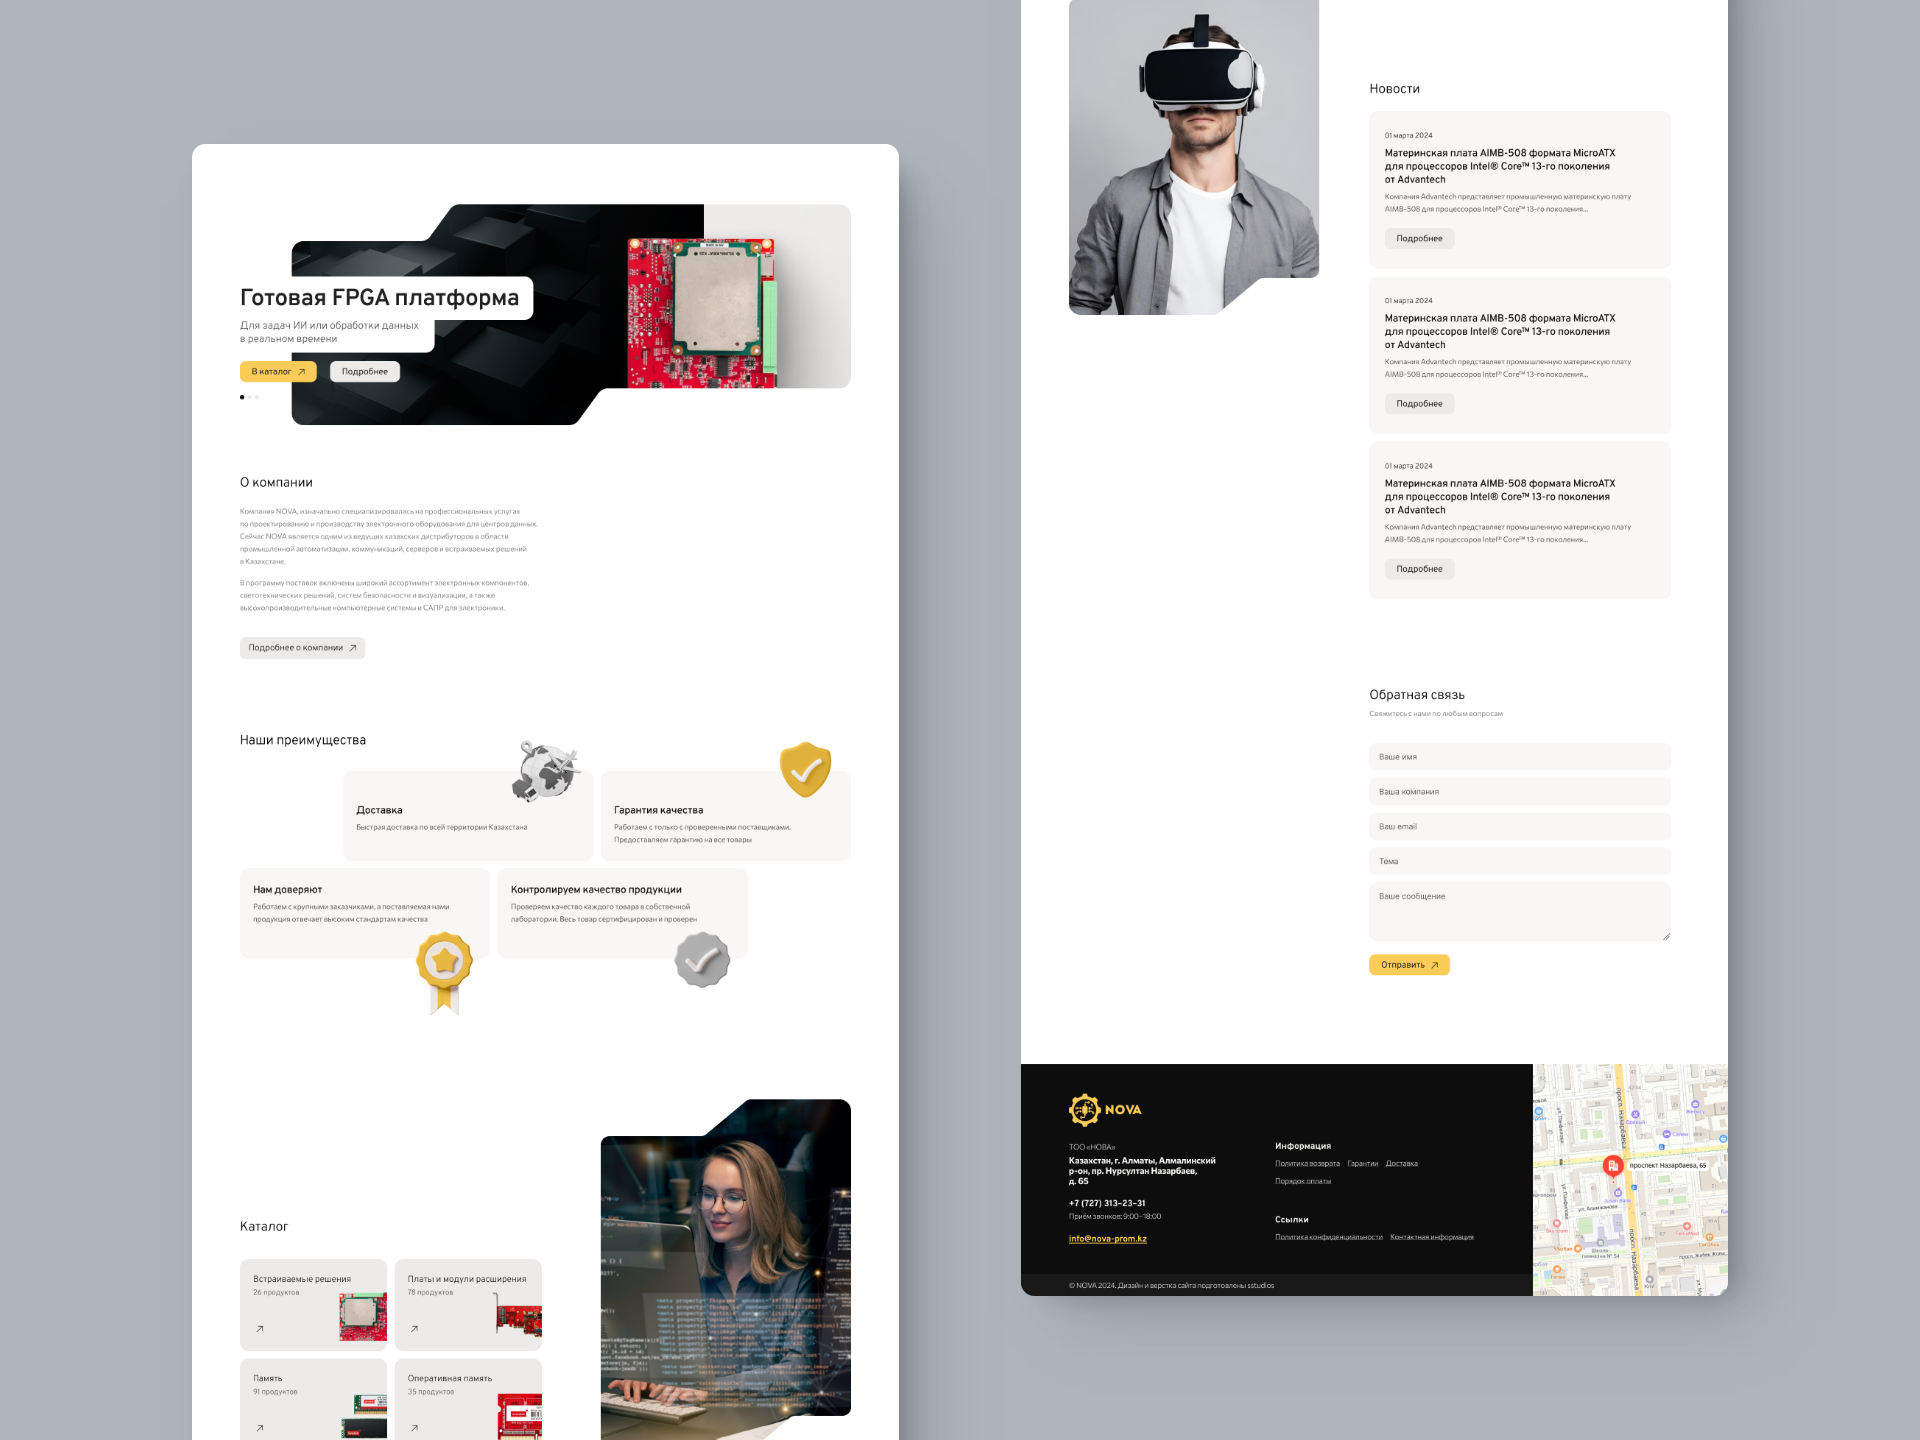 Готовая FPGA платформа
Для задач ИИ или обработки данных
в реальном времени
В каталог
Подробнее
О компании
Компания NOVA, изначально специализировалась на профессиональных услугах
по проектированию и производству электронного оборудования для центров данных.
Сейчас NOVA является одним из ведущих казахских дистрибуторов в области
промышленной автоматизации, коммуникаций, серверов и встраиваемых решений
в Казахстане.
В программу поставок включены широкий ассортимент электронных компонентов,
светотехнических решений, систем безопасности и визуализации, а также
высокопроизводительные компьютерные системы и САПР для электроники.
Подробнее о компании
Наши преимущества
Доставка
Быстрая доставка по всей территории Казахстана
Гарантия качества
Работаем с только с проверенными поставщиками.
Предоставляем гарантию на все товары
Нам доверяют
Работаем с крупными заказчиками, а поставляемая нами
продукция отвечает высоким стандартам качества
Контролируем качество продукции
Проверяем качество каждого товара в собственной
лаборатории. Весь товар сертифицирован и проверен
Каталог
Встраиваемые решения
26 продуктов
Платы и модули расширения
78 продуктов
Память
91 продуктов
Оперативная память
35 продуктов
Новости
01 марта 2024
Материнская плата AIMB-508 формата MicroATX
для процессоров Intel® Core™ 13-го поколения
от Advantech
Компания Advantech представляет промышленную материнскую плату
AIMB-508 для процессоров Intel® Core™ 13-го поколения...
Подробнее
01 марта 2024
Материнская плата AIMB-508 формата MicroATX
для процессоров Intel® Core™ 13-го поколения
от Advantech
Компания Advantech представляет промышленную материнскую плату
AIMB-508 для процессоров Intel® Core™ 13-го поколения...
Подробнее
01 марта 2024
Материнская плата AIMB-508 формата MicroATX
для процессоров Intel® Core™ 13-го поколения
от Advantech
Компания Advantech представляет промышленную материнскую плату
AIMB-508 для процессоров Intel® Core™ 13-го поколения...
Подробнее
Обратная связь
Свяжитесь с нами по любым вопросам
Ваше имя
Ваша компания
Ваш email
Тема
Ваше сообщение
Отправить
NOVA
ТОО «НОВА»
Казахстан, г. Алматы, Алмалинский
р-он, пр. Нурсултан Назарбаев,
д. 65
+7 (727) 313-23-31
Приём звонков: 9:00–18:00
info@nova-prom.kz
Информация
Политика возврата Гарантии Доставка
Порядок оплаты
Ссылки
Политика конфиденциальности Контактная информация
© NOVA 2024. Дизайн и верстка сайта подготовлены sstudios
проспект Назарбаева, 65